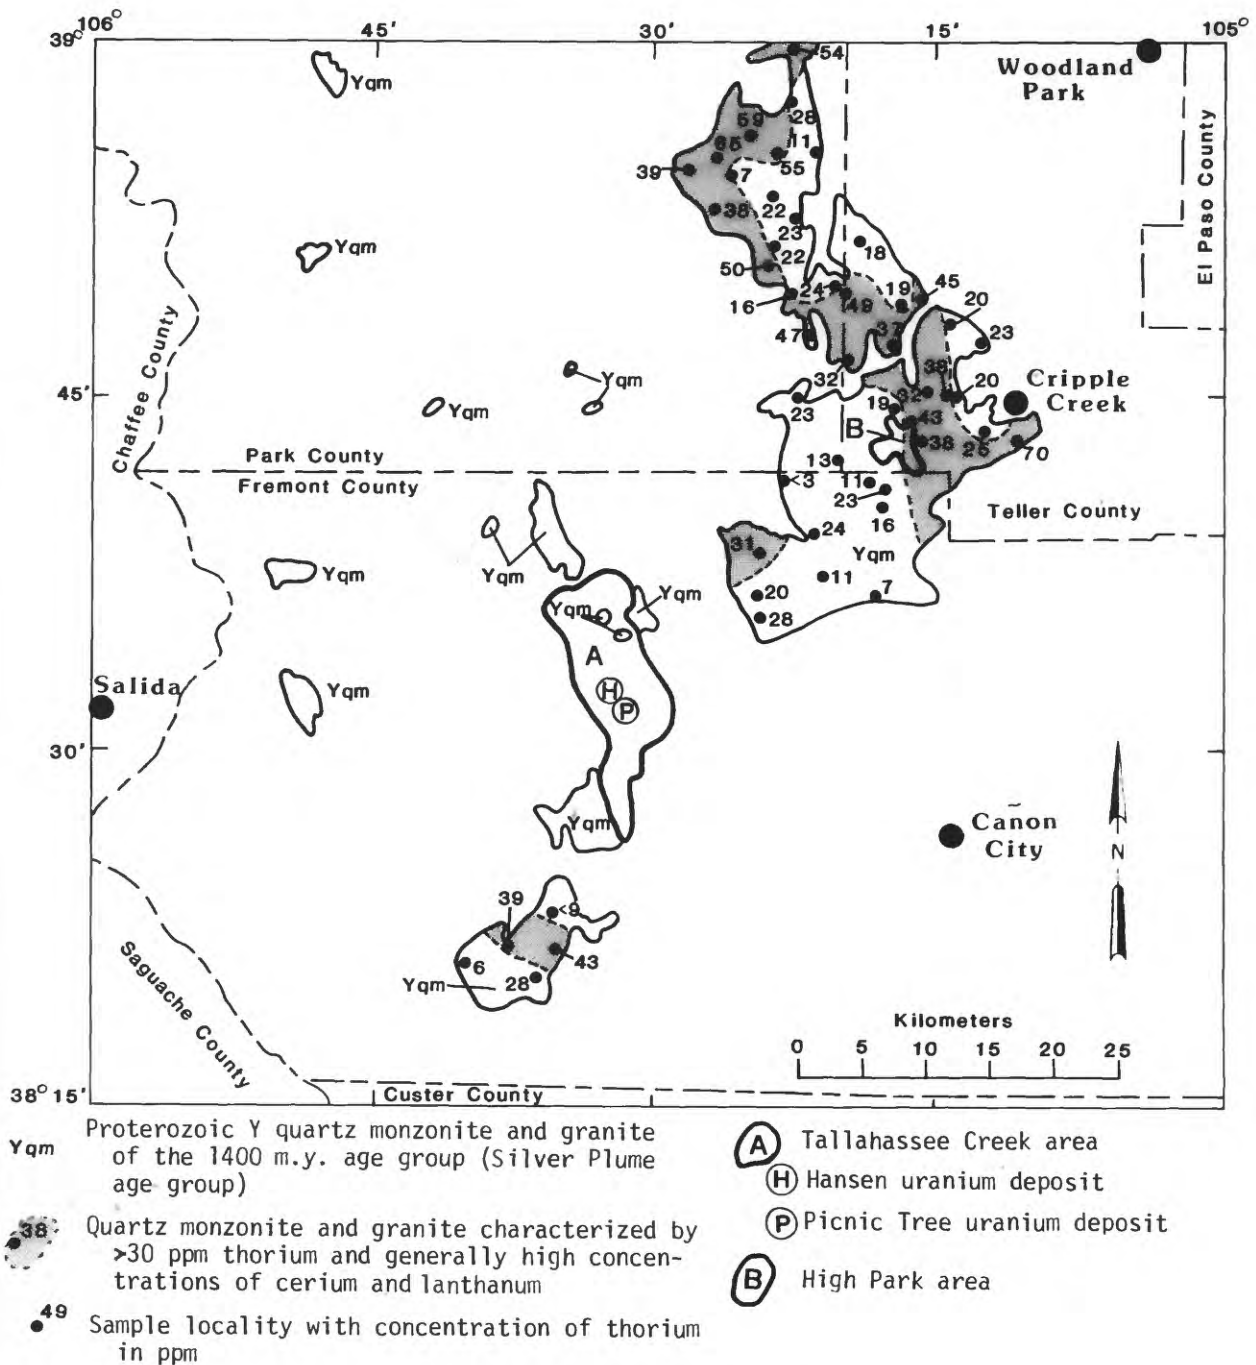 106°
39°
45'
30'
15'
105°
54
Woodland
Park
Yqm
El Paso County
28
59
65
11
55
39
7
38
22
23
22
18
50
Yqm
24
49
19
45
16
20
47
37
23
Chaffee County
32
38
Yqm
45'
Yqm
20
Cripple
Creek
23
19
32
43
B
38
25
70
Park County
13
Fremont County
<3
11
23
16
Teller County
24
Yqm
31
Yqm
Yqm
11
7
Yqm
Yqm
20
28
A
Salida
Yqm
H
P
30'
Yqm
Cañon
City
N
39
<9
43
6
28
Yqm
Saguache County
Kilometers
0 5 10 15 20 25
38° 15'
Custer County
Yqm Proterozoic Y quartz monzonite and granite
of the 1400 m.y. age group (Silver Plume
age group)
38 Quartz monzonite and granite characterized by
>30 ppm thorium and generally high concen-
trations of cerium and lanthanum
49 Sample locality with concentration of thorium
in ppm
A Tallahassee Creek area
H Hansen uranium deposit
P Picnic Tree uranium deposit
B High Park area